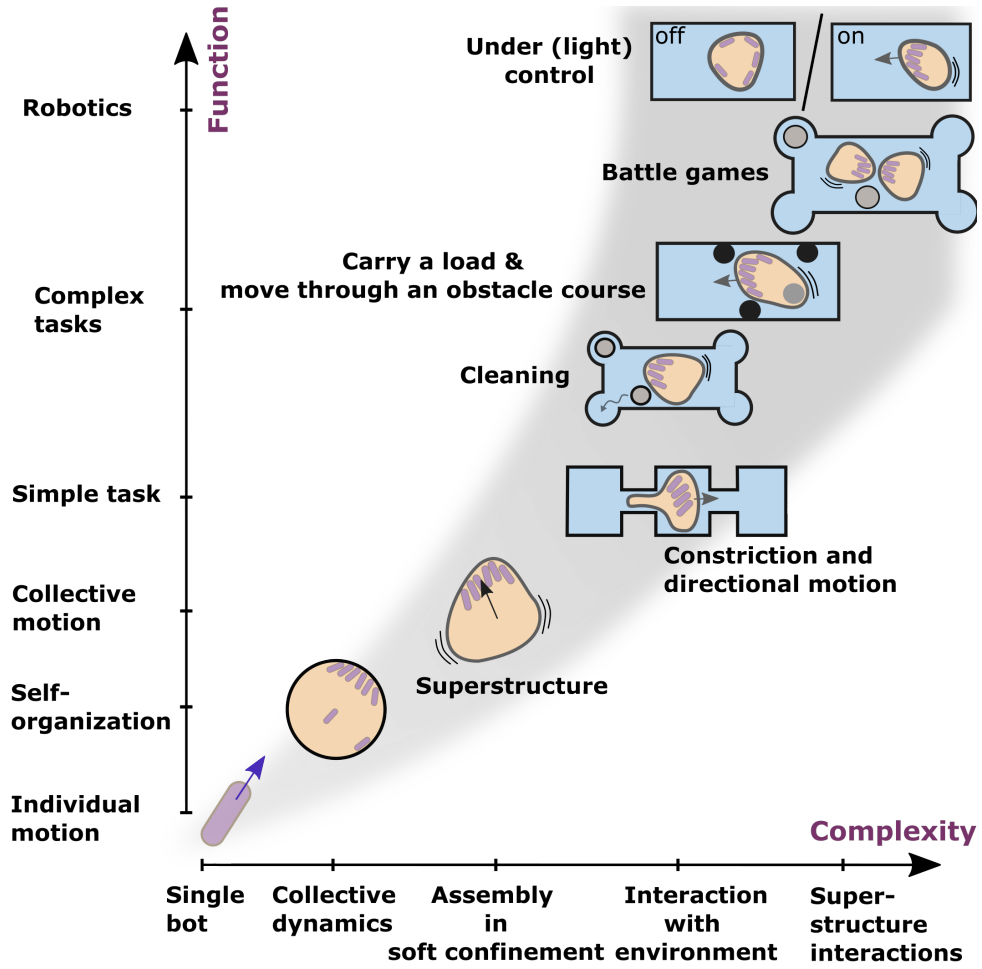 Function
Under (light)
control
off
on
Robotics
Battle games
Carry a load &
move through an obstacle course
Complex
tasks
Cleaning
Simple task
Constriction and
directional motion
Collective
motion
Superstructure
Self-
organization
Individual
motion
Complexity
Single
bot
Collective
dynamics
Assembly
in
soft confinement
Interaction
with
environment
Super-
structure
interactions